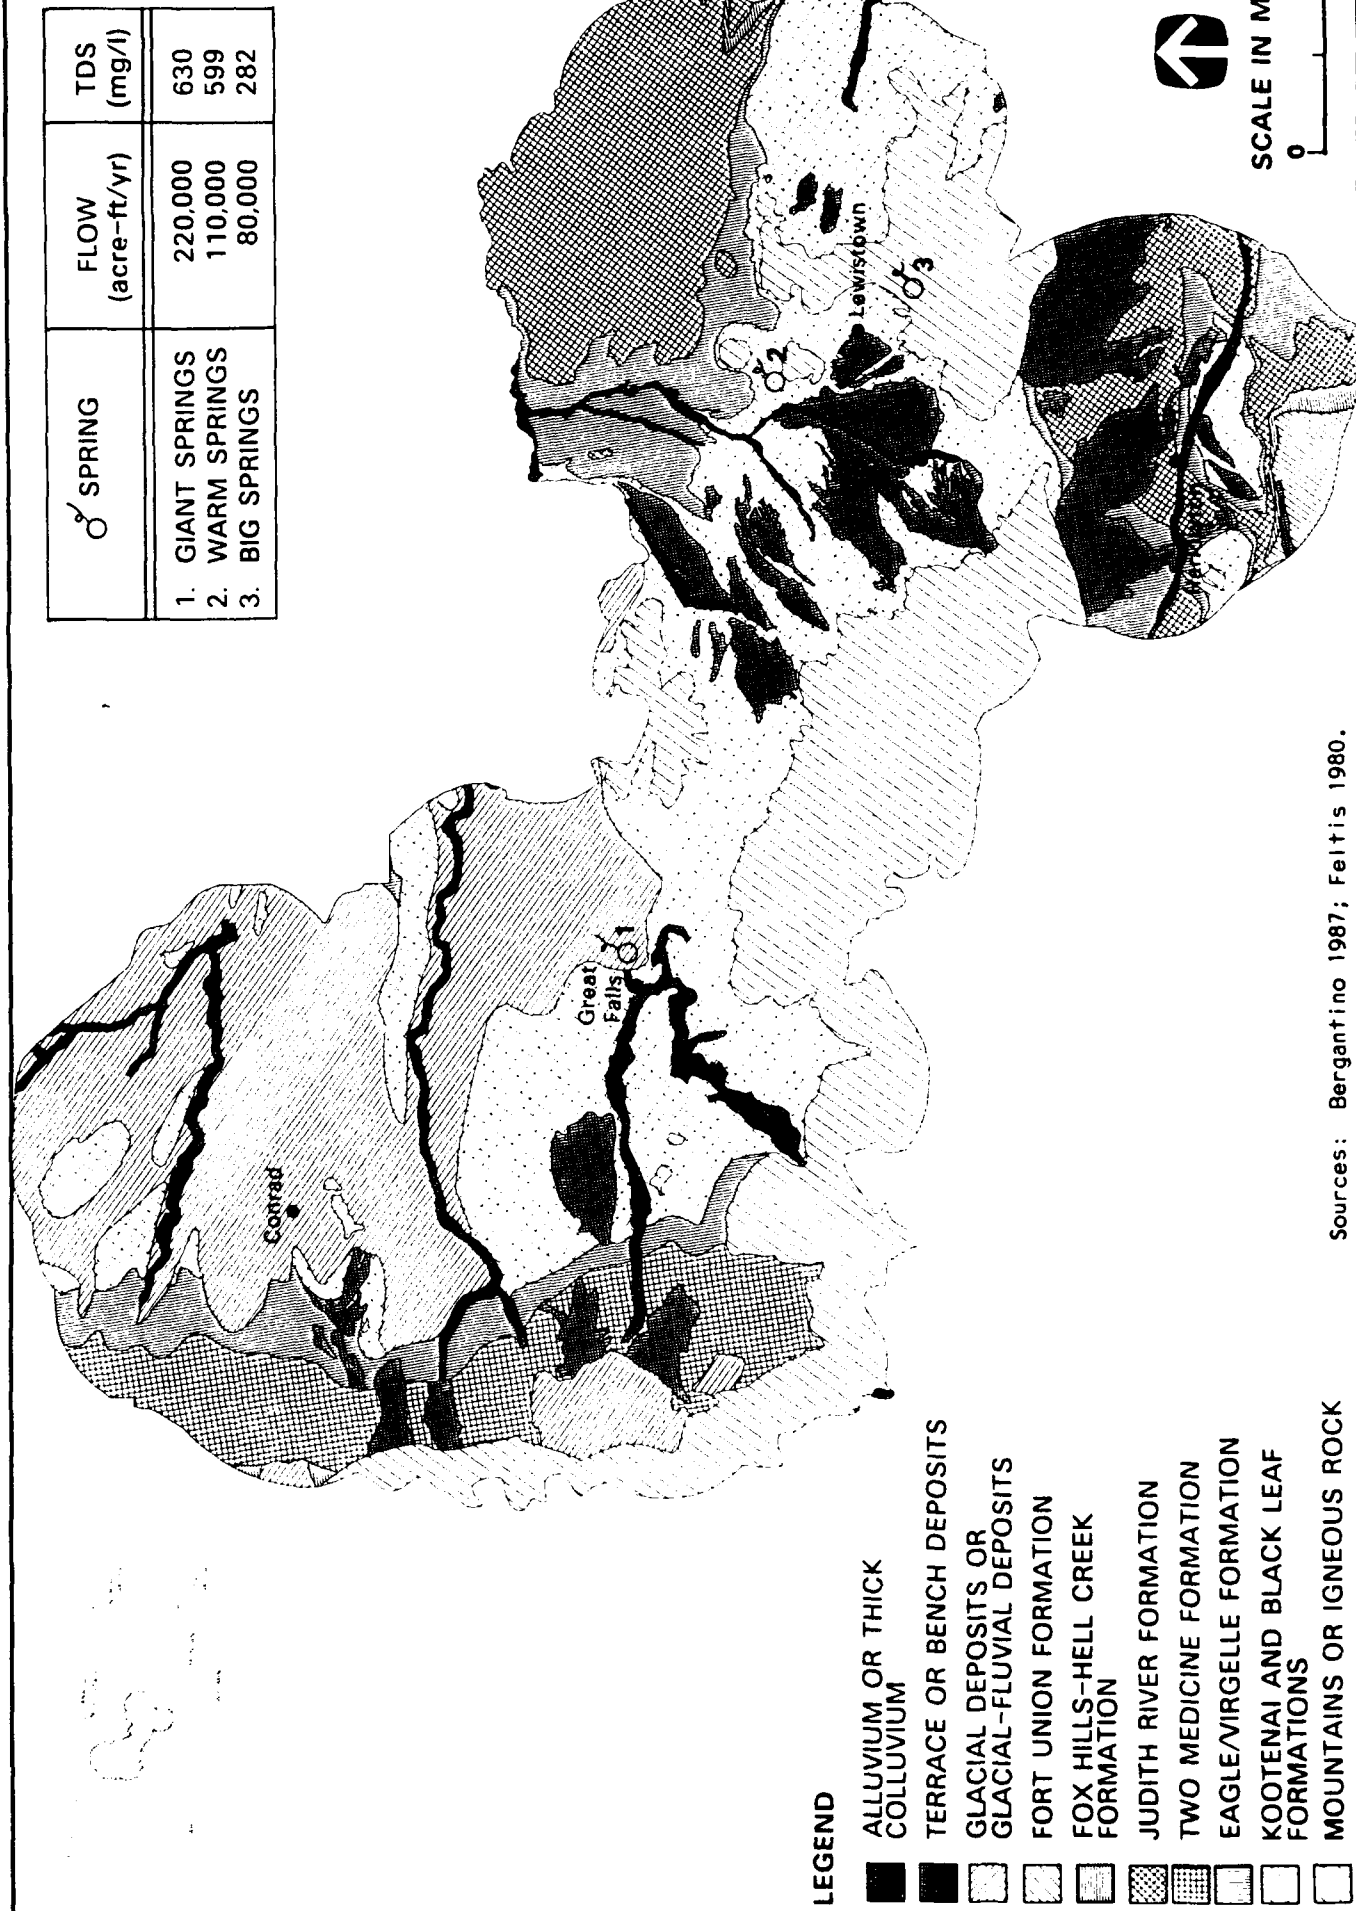 SPRING
FLOW
(acre-ft/yr)
TDS
(mg/l)
1. GIANT SPRINGS 220,000 630
2. WARM SPRINGS 110,000 599
3. BIG SPRINGS 80,000 282
Conrad
Great
Falls
1
2
Lewistown
3
SCALE IN M
0
LEGEND
ALLUVIUM OR THICK
COLLUVIUM
TERRACE OR BENCH DEPOSITS
GLACIAL DEPOSITS OR
GLACIAL-FLUVIAL DEPOSITS
FORT UNION FORMATION
FOX HILLS-HELL CREEK
FORMATION
JUDITH RIVER FORMATION
TWO MEDICINE FORMATION
EAGLE/VIRGELLE FORMATION
KOOTENAI AND BLACK LEAF
FORMATIONS
MOUNTAINS OR IGNEOUS ROCK
Sources: Bergantino 1987; Feltis 1980.